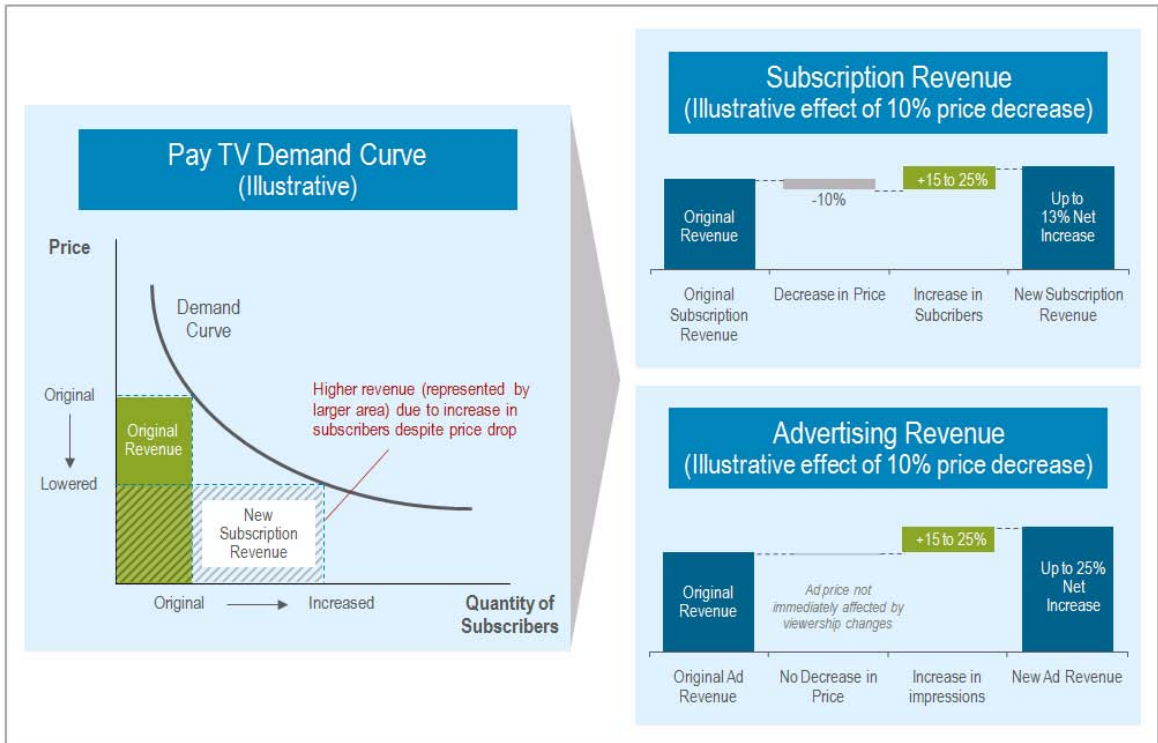 Pay TV Demand Curve
(Illustrative)
Price
Demand
Curve
Original
Lowered
Original
Revenue
Higher revenue (represented by
larger area) due to increase in
subscribers despite price drop
New
Subscription
Revenue
Original
Increased
Quantity of
Subscribers
Subscription Revenue
(Illustrative effect of 10% price decrease)
Original
Revenue
-10%
+15 to 25%
Up to
13% Net
Increase
Original
Subscription
Revenue
Decrease in Price
Increase in
Subcribers
New Subscription
Revenue
Advertising Revenue
(Illustrative effect of 10% price decrease)
Original
Revenue
Ad price not
immediately affected by
viewership changes
+15 to 25%
Up to 25%
Net
Increase
Original Ad
Revenue
No Decrease in
Price
Increase in
impressions
New Ad Revenue